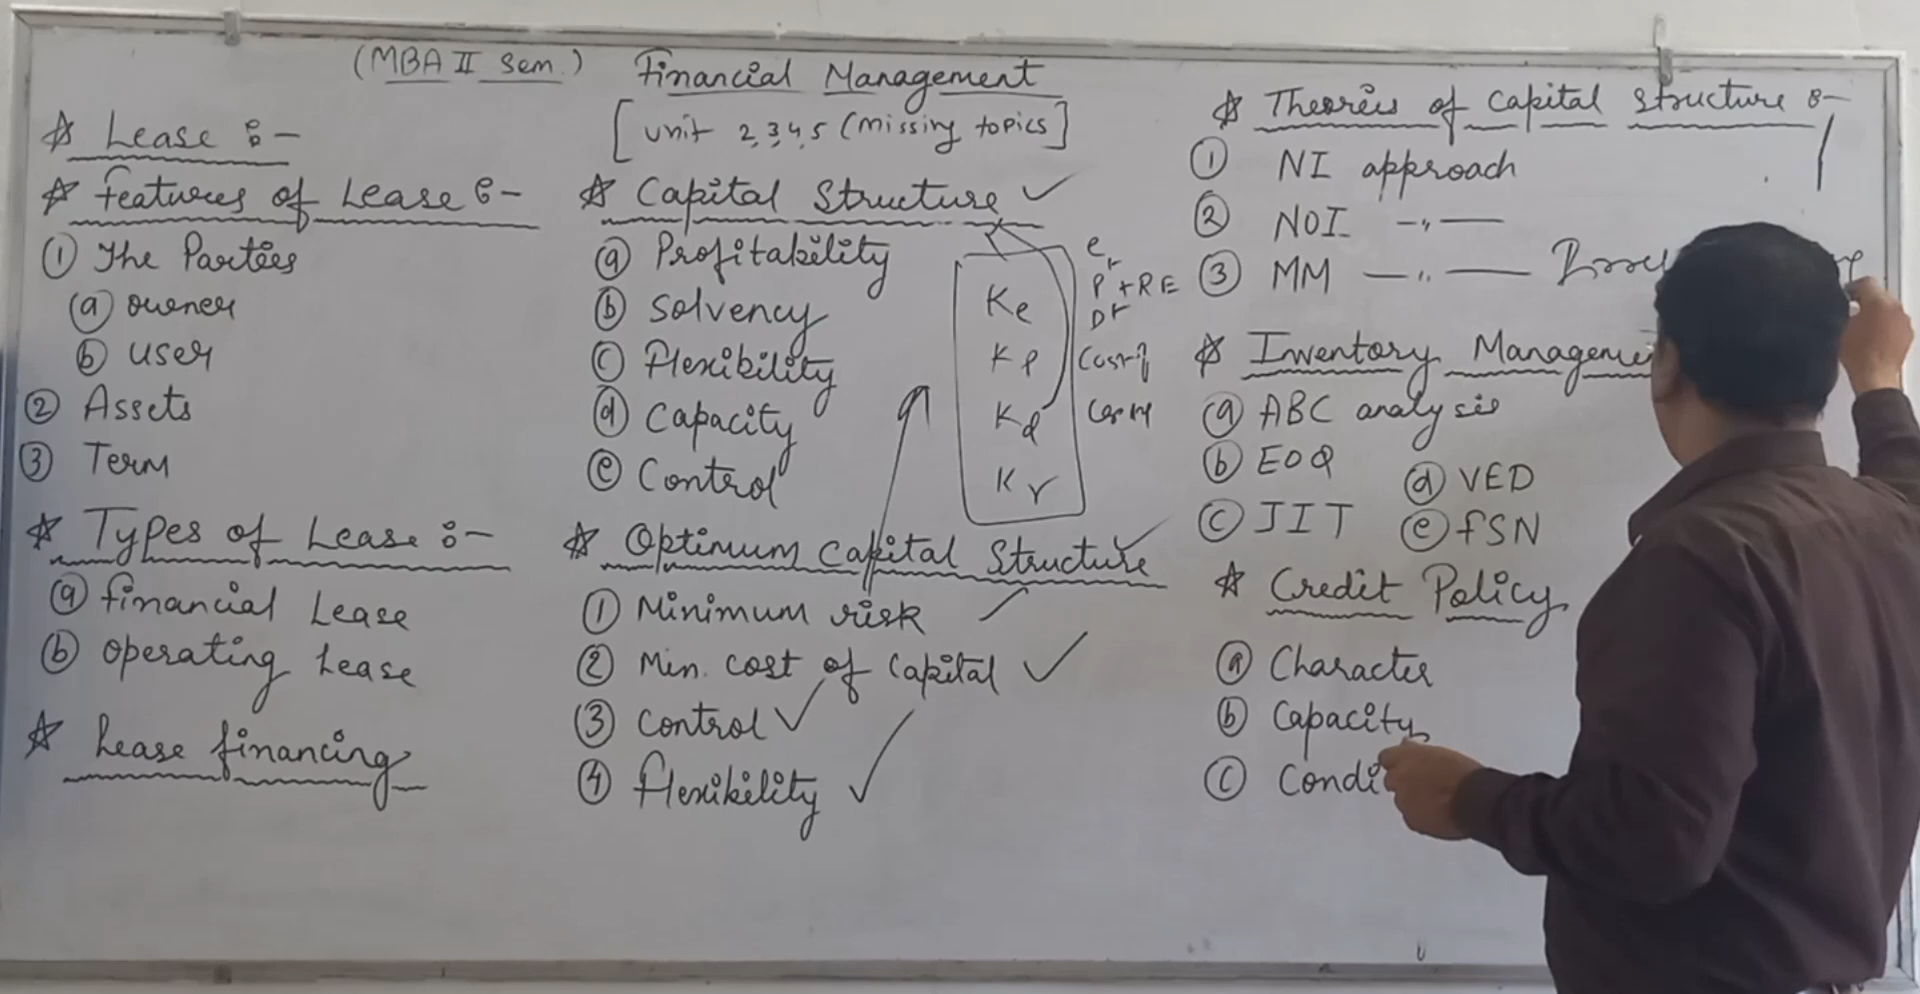 (MBA II Sem.)
Financial Management
[Unit 2,3,4,5 (Missing topics]
☆ Lease :-
☆ Features of Lease :-
① The Parties
ⓐ owner
ⓑ user
② Assets
③ Term
☆ Types of Lease :-
ⓐ financial Lease
ⓑ operating Lease
☆ Lease financing
☆ Capital Structure ✓
ⓐ Profitability
ⓑ Solvency
ⓒ Flexibility
ⓓ Capacity
ⓔ Control
Ke
KP
Kd
Kr
e
P + RE
D
☆ Optimum Capital Structure ✓
① Minimum risk ✓
② Min. cost of capital ✓
③ control ✓
④ flexibility ✓
☆ Theoreis of Capital Structure :-
① NI approach
② NOI -"-
③ MM -"-
☆ Inventory Manageme
ⓐ ABC analysis
ⓑ EOQ
ⓒ JIT
ⓓ VED
ⓔ FSN
☆ Credit Policy
ⓐ Character
ⓑ Capacity
ⓒ Condi